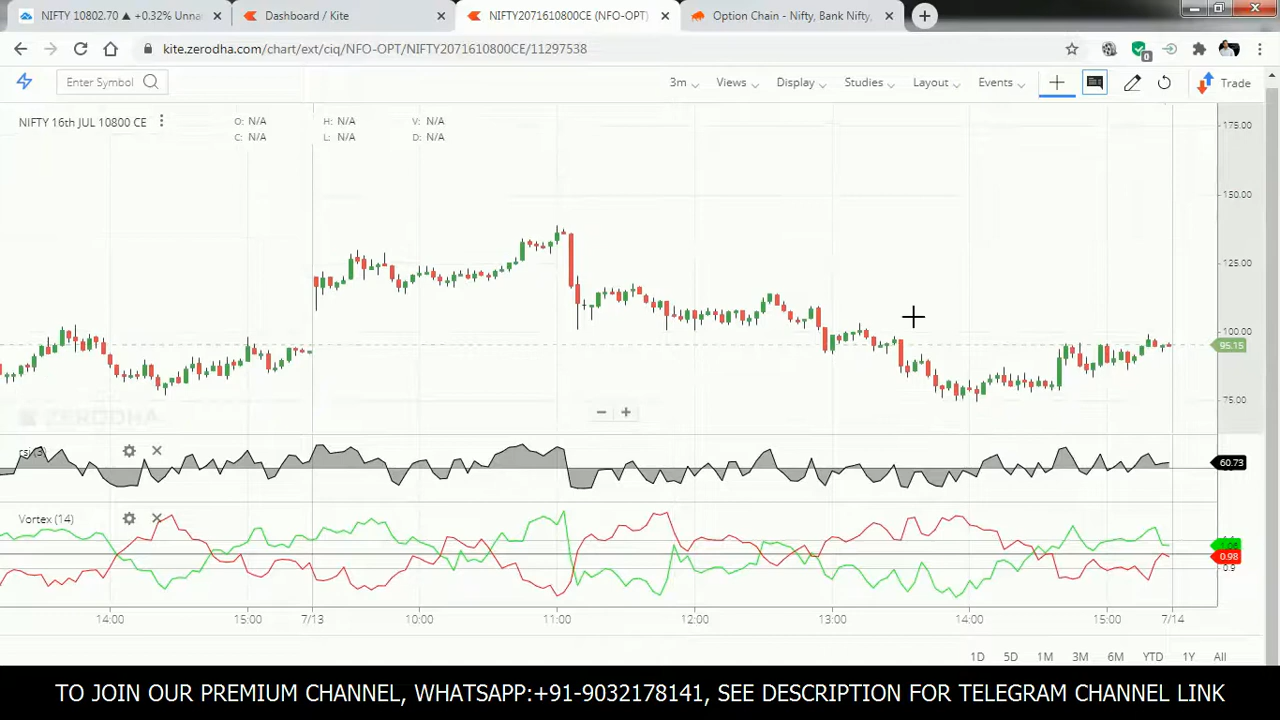 NIFTY 10802.70 ▲ +0.32% Unna × Dashboard / Kite × NIFTY2071610800CE (NFO-OPT) × Option Chain - Nifty, Bank Nifty, ×
kite.zerodha.com/chart/ext/ciq/NFO-OPT/NIFTY2071610800CE/11297538
0
Enter Symbol 3m Views Display Studies Layout Events Trade
NIFTY 16th JUL 10800 CE
O: N/A H: N/A V: N/A
C: N/A L: N/A D: N/A
175.00
150.00
125.00
100.00
95.15
75.00
ZERODHA
60.73
Vortex (14)
0.98
0.9
14:00 15:00 7/13 10:00 11:00 12:00 13:00 14:00 15:00 7/14
1D 5D 1M 3M 6M YTD 1Y All
TO JOIN OUR PREMIUM CHANNEL, WHATSAPP:+91-9032178141, SEE DESCRIPTION FOR TELEGRAM CHANNEL LINK